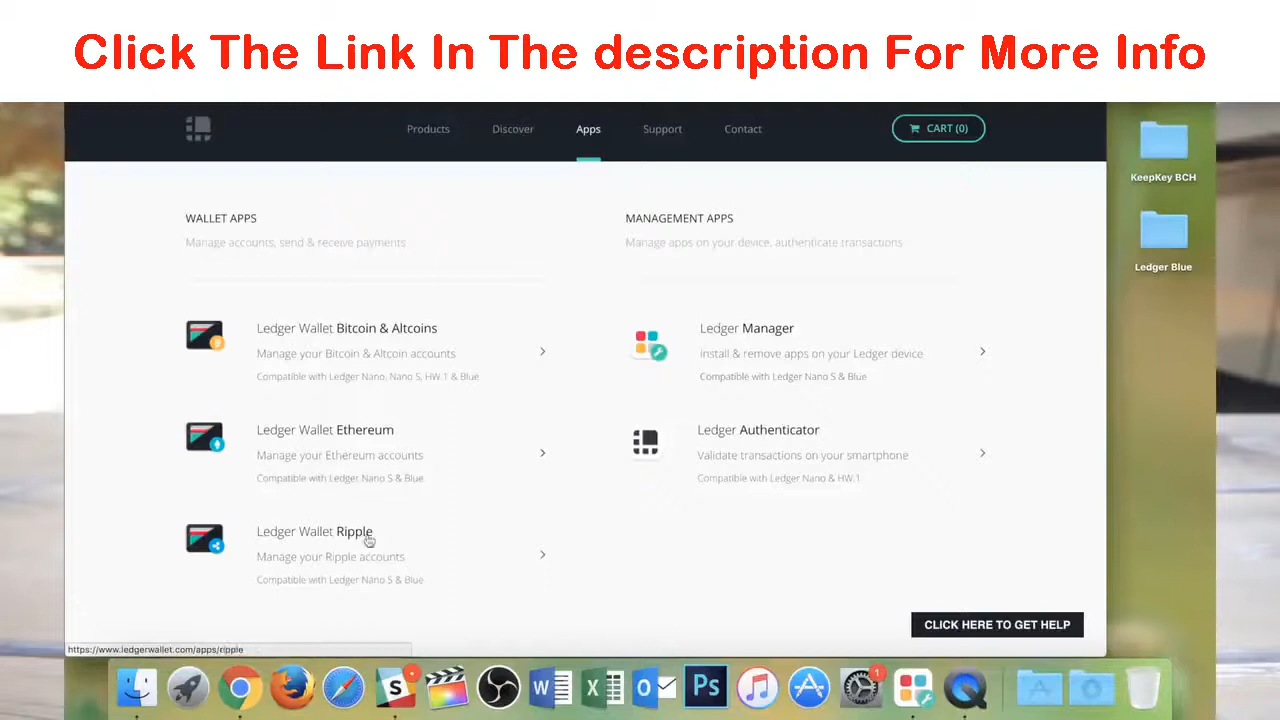 Click The Link In The description For More Info
Products Discover Apps Support Contact CART (0)
KeepKey BCH
Ledger Blue
WALLET APPS
Manage accounts, send & receive payments
MANAGEMENT APPS
Manage apps on your device, authenticate transactions
Ledger Wallet Bitcoin & Altcoins
Manage your Bitcoin & Altcoin accounts
Compatible with Ledger Nano, Nano S, HW.1 & Blue
Ledger Manager
Install & remove apps on your Ledger device
Compatible with Ledger Nano S & Blue
Ledger Wallet Ethereum
Manage your Ethereum accounts
Compatible with Ledger Nano S & Blue
Ledger Authenticator
Validate transactions on your smartphone
Compatible with Ledger Nano & HW.1
Ledger Wallet Ripple
Manage your Ripple accounts
Compatible with Ledger Nano S & Blue
CLICK HERE TO GET HELP
https://www.ledgerwallet.com/apps/ripple
S W X O Ps 1